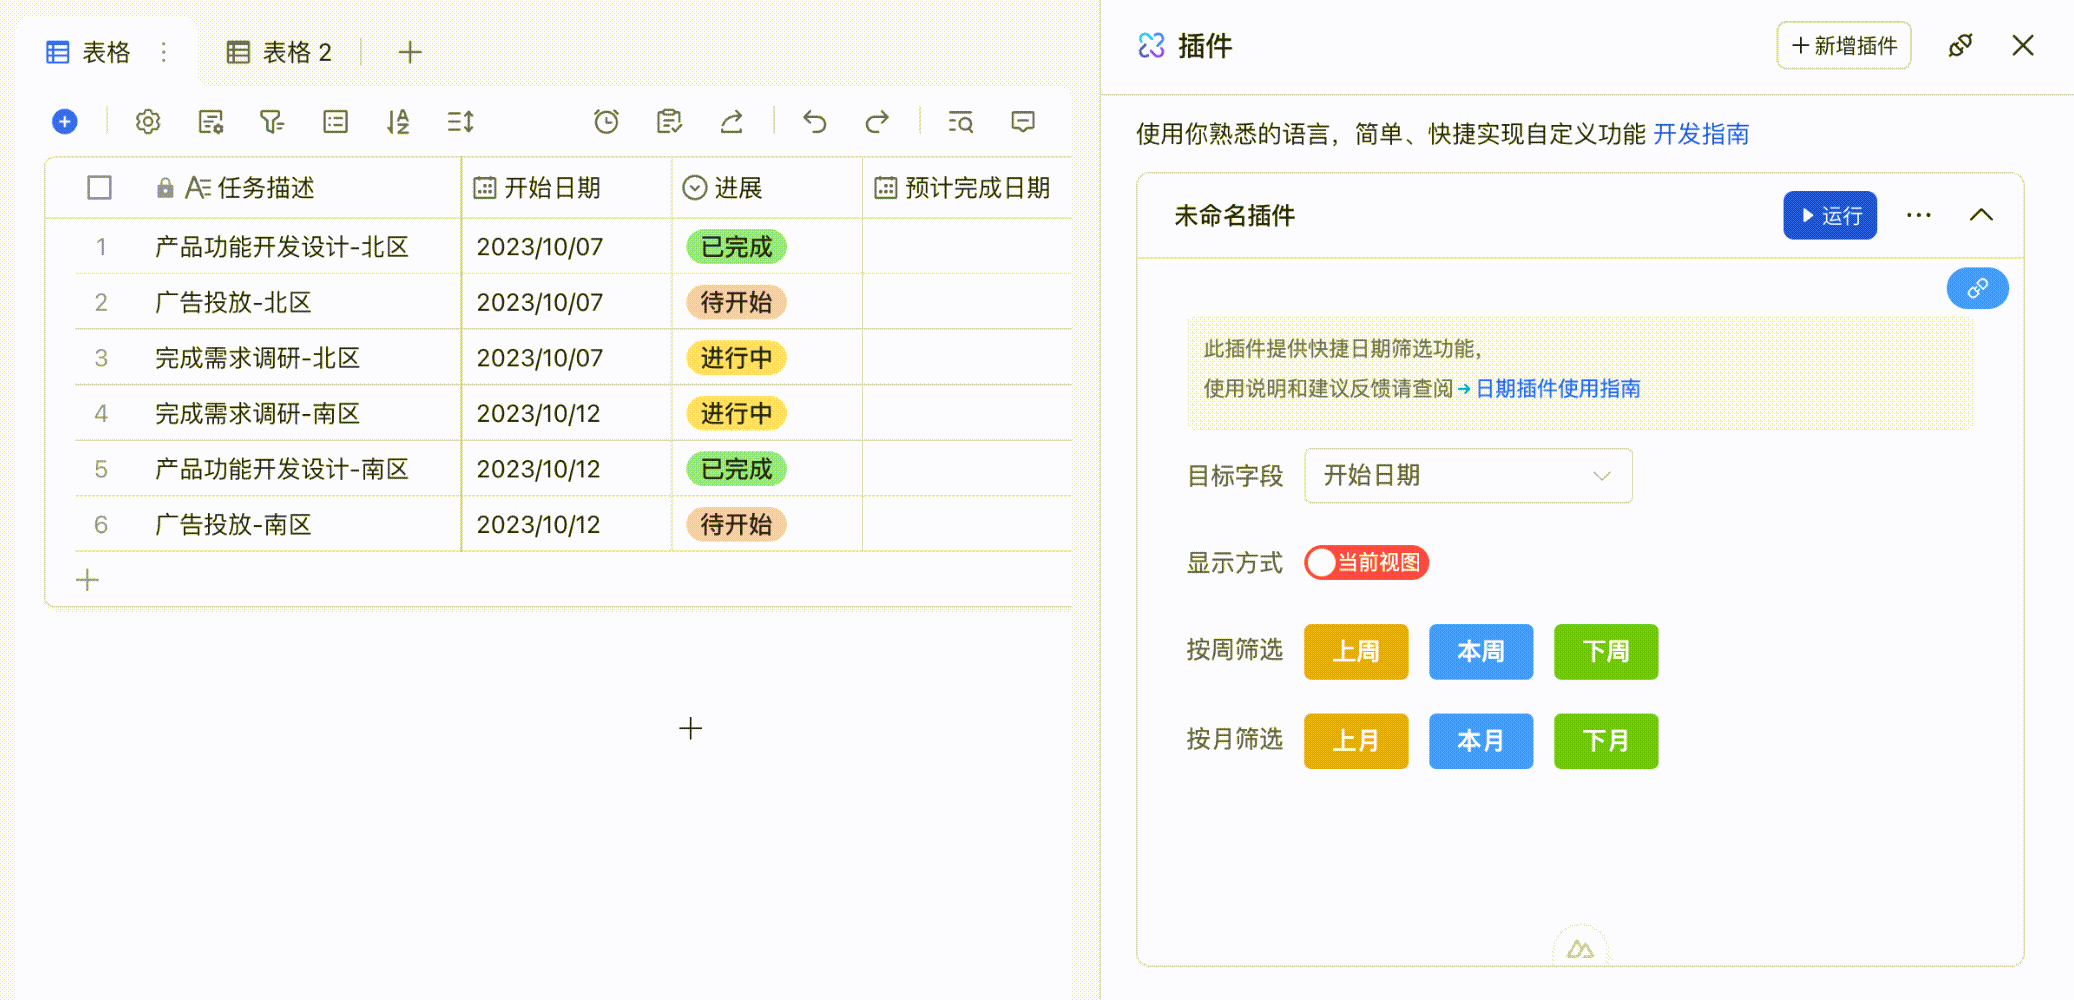 表格
表格 2
任务描述 开始日期 进展 预计完成日期
1 产品功能开发设计-北区 2023/10/07 已完成
2 广告投放-北区 2023/10/07 待开始
3 完成需求调研-北区 2023/10/07 进行中
4 完成需求调研-南区 2023/10/12 进行中
5 产品功能开发设计-南区 2023/10/12 已完成
6 广告投放-南区 2023/10/12 待开始
插件
新增插件
使用你熟悉的语言，简单、快捷实现自定义功能 开发指南
未命名插件
运行
此插件提供快捷日期筛选功能，
使用说明和建议反馈请查阅→日期插件使用指南
目标字段 开始日期
显示方式 当前视图
按周筛选 上周 本周 下周
按月筛选 上月 本月 下月